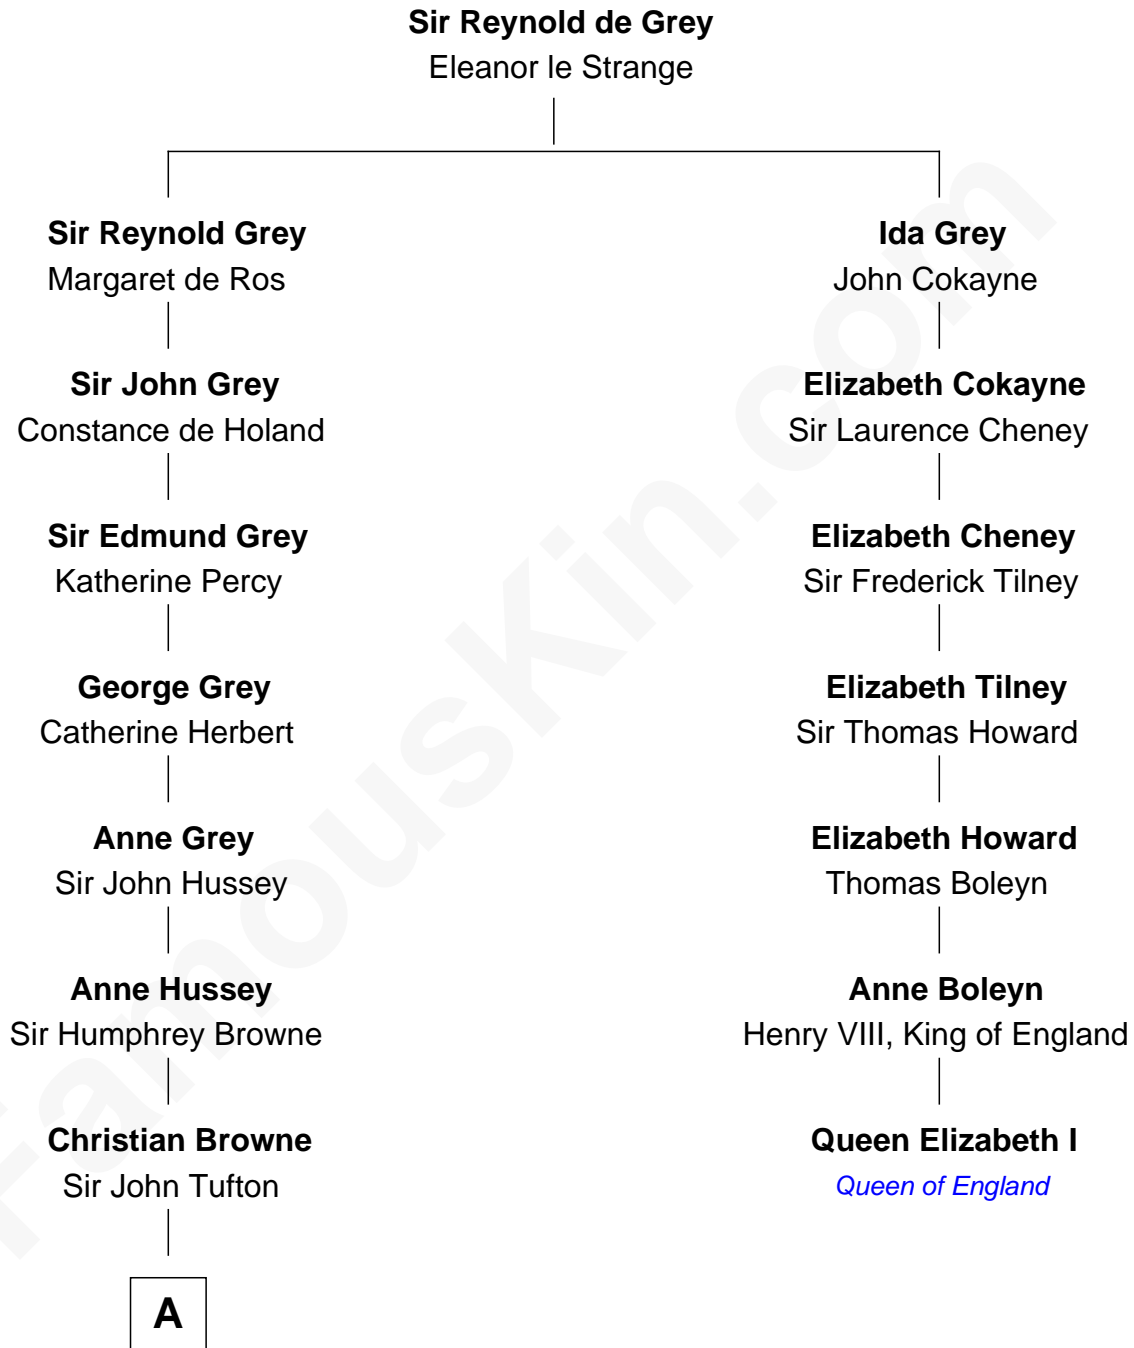 Sir Reynold de Grey
Eleanor le Strange
Sir Reynold Grey
Margaret de Ros
Ida Grey
John Cokayne
Sir John Grey
Constance de Holand
Elizabeth Cokayne
Sir Laurence Cheney
Sir Edmund Grey
Katherine Percy
Elizabeth Cheney
Sir Frederick Tilney
George Grey
Catherine Herbert
Elizabeth Tilney
Sir Thomas Howard
Anne Grey
Sir John Hussey
Elizabeth Howard
Thomas Boleyn
Anne Hussey
Sir Humphrey Browne
Anne Boleyn
Henry VIII, King of England
Christian Browne
Sir John Tufton
Queen Elizabeth I
Queen of England
A
FamousKin.com